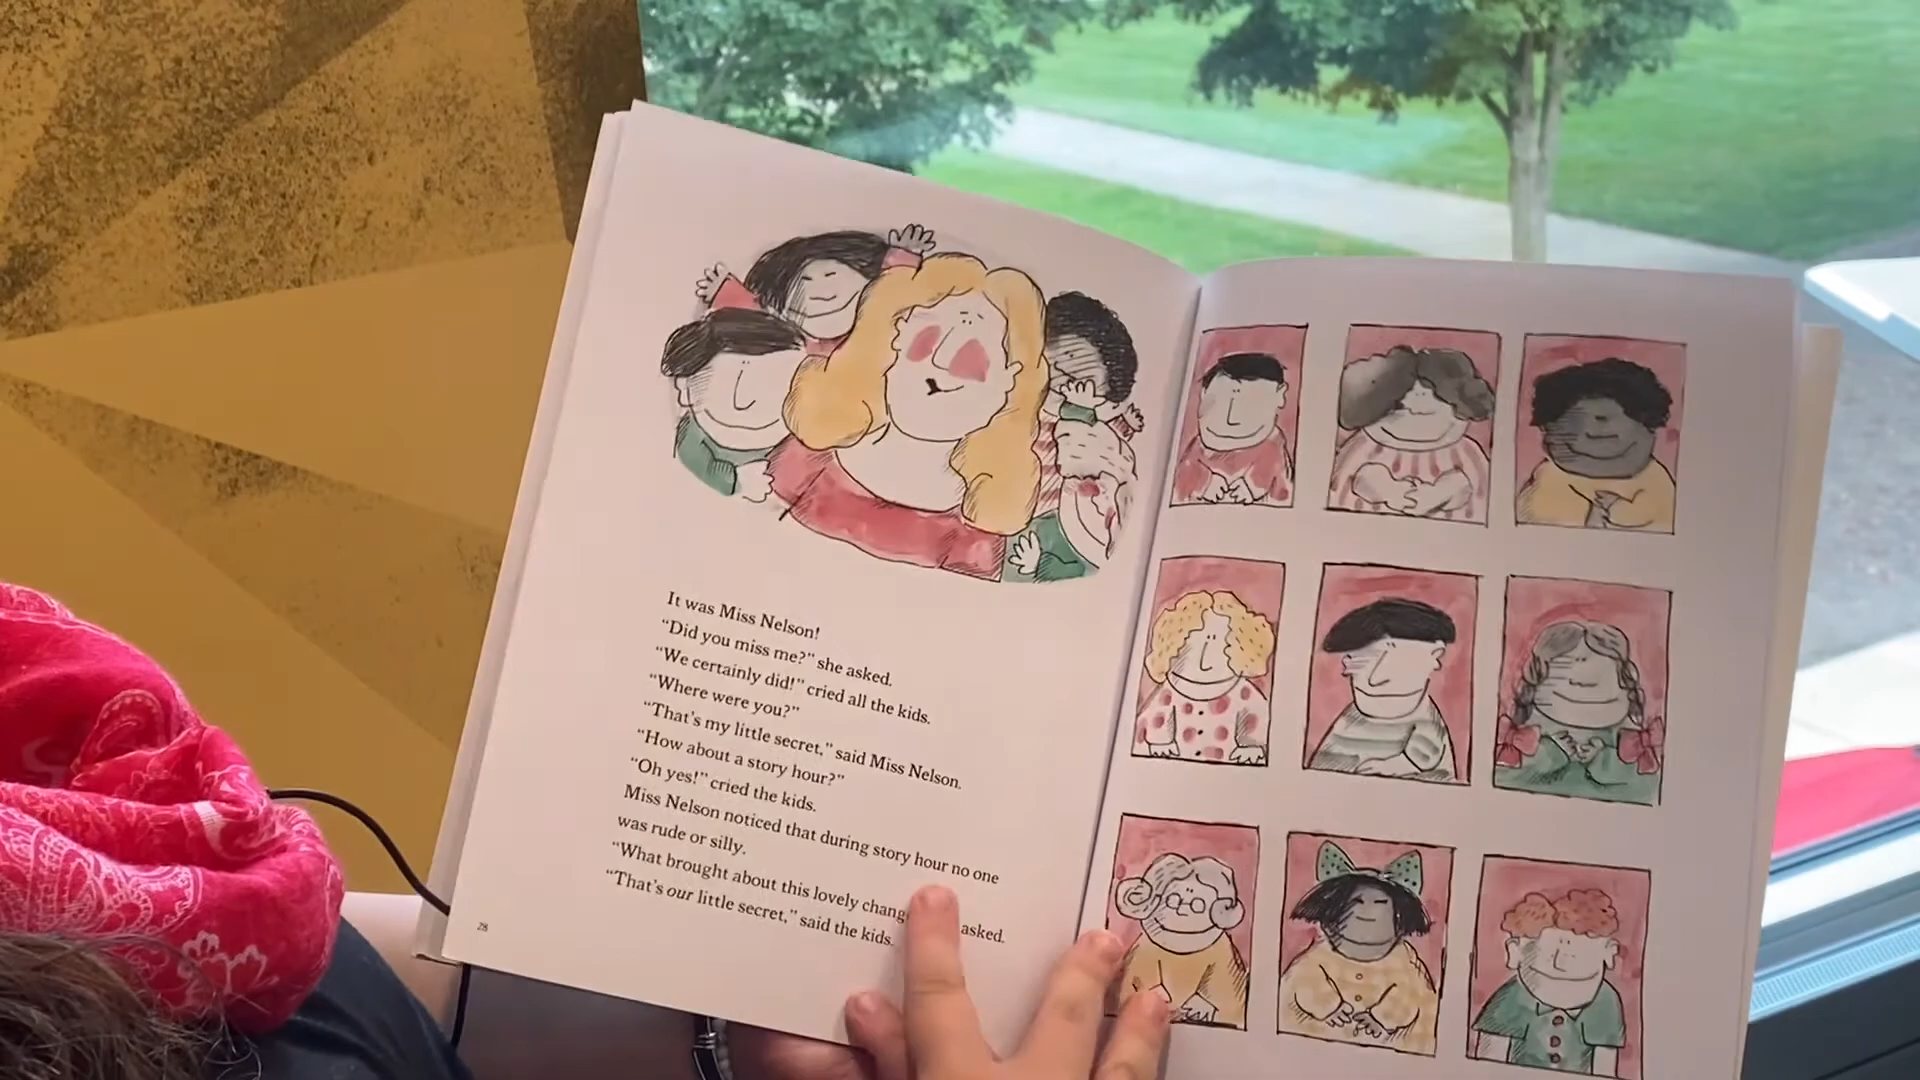 It was Miss Nelson!
“Did you miss me?” she asked.
“We certainly did!” cried all the kids.
“Where were you?”
“That’s my little secret,” said Miss Nelson.
“How about a story hour?”
“Oh yes!” cried the kids.
Miss Nelson noticed that during story hour no one
was rude or silly.
“What brought about this lovely chang asked.
“That’s our little secret,” said the kids.
28